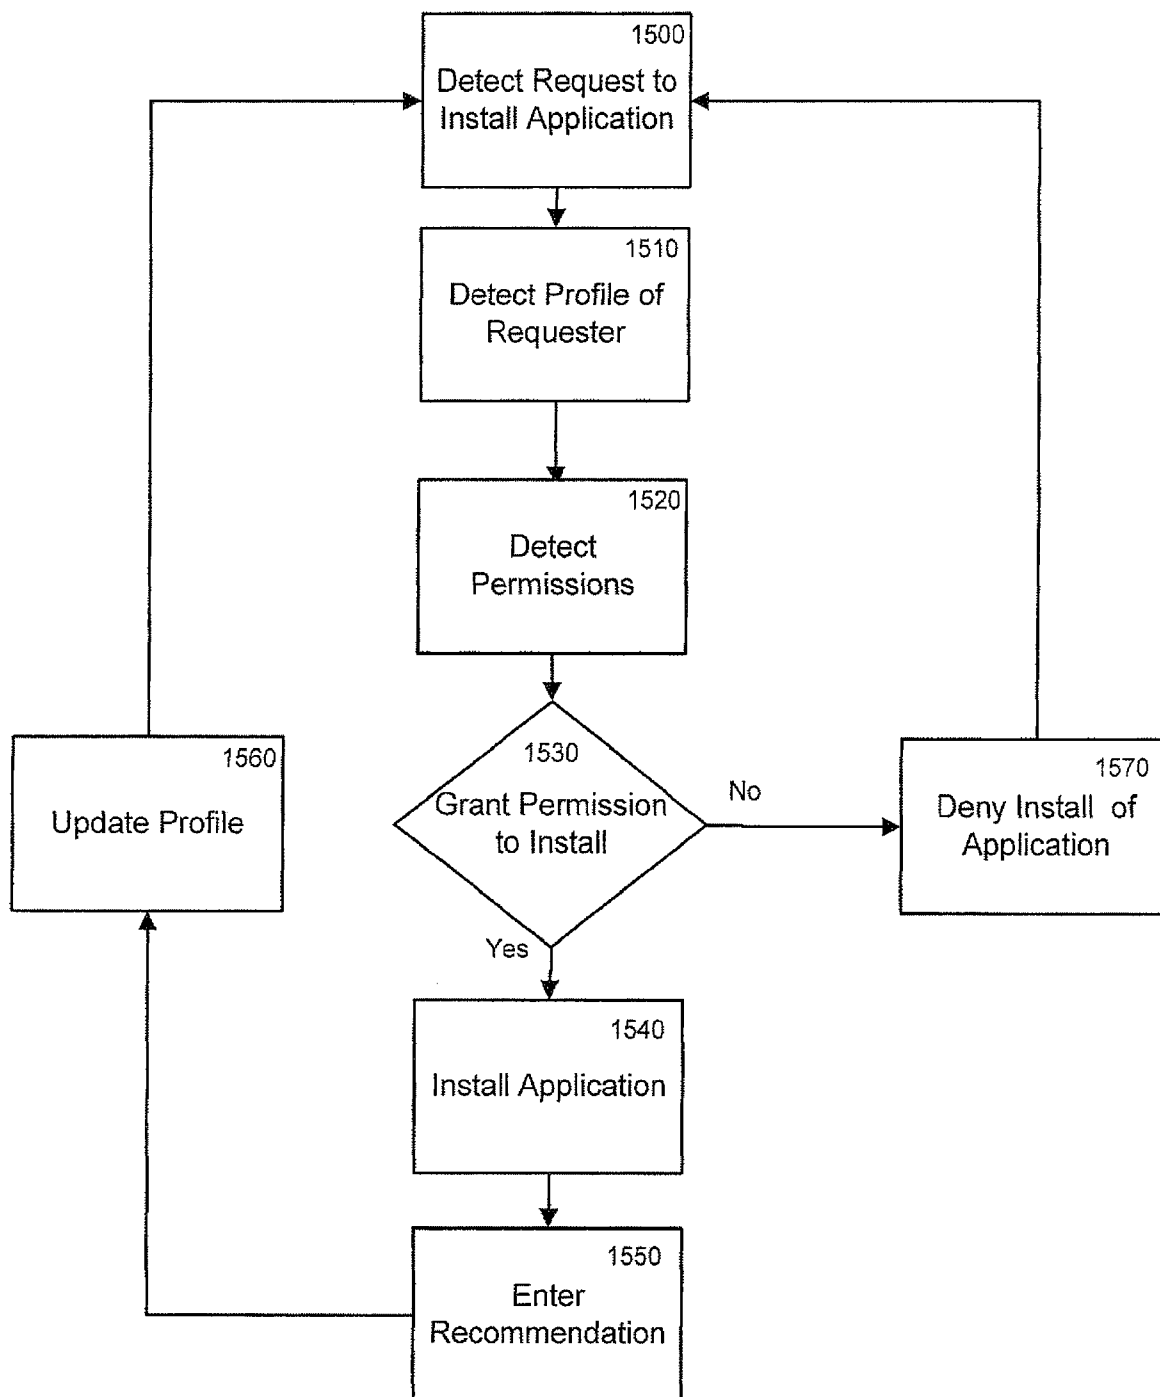 1500
Detect Request to
Install Application
1510
Detect Profile of
Requester
1520
Detect
Permissions
1530
Grant Permission
to Install
No
Yes
1560
Update Profile
1570
Deny Install of
Application
1540
Install Application
1550
Enter
Recommendation